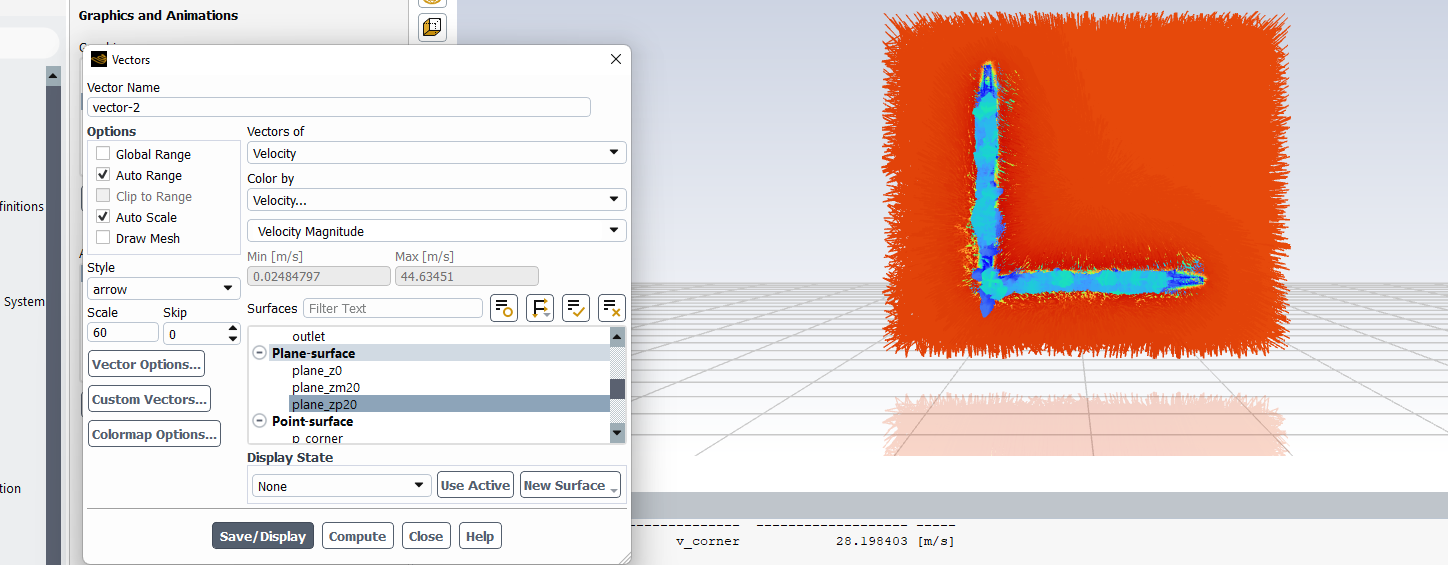 Graphics and Animations
Vectors
Vector Name
vector-2
Options
Global Range
Auto Range
Clip to Range
Auto Scale
Draw Mesh
Style
arrow
Scale
Skip
60
0
Vector Options...
Custom Vectors...
Colormap Options...
Vectors of
Velocity
Color by
Velocity...
Velocity Magnitude
Min [m/s]
Max [m/s]
0.02484797
44.63451
Surfaces
Filter Text
outlet
Plane-surface
plane_z0
plane_zm20
plane_zp20
Point-surface
p_corner
Display State
None
Use Active
New Surface
Save/Display
Compute
Close
Help
finitions
System
tion
v_corner 28.198403 [m/s]